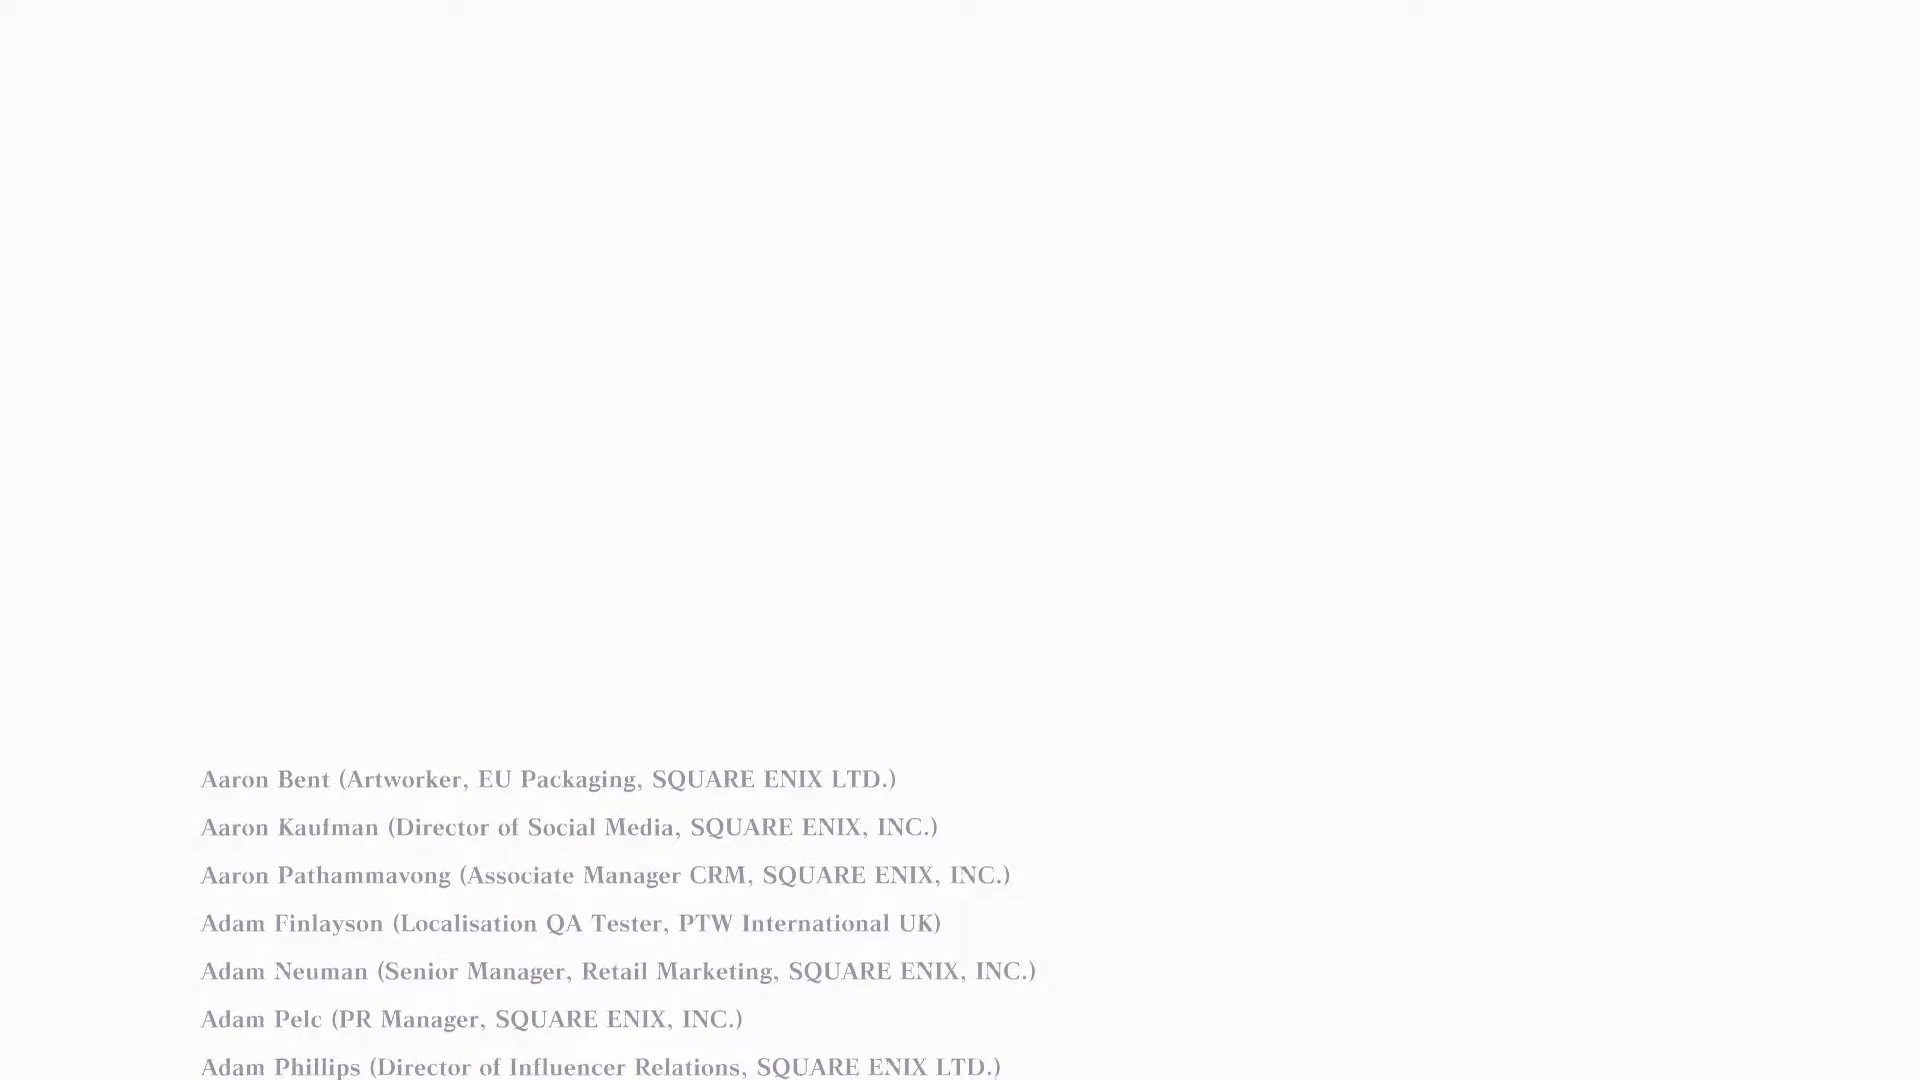 Aaron Bent (Artworker, EU Packaging, SQUARE ENIX LTD.)
Aaron Kaufman (Director of Social Media, SQUARE ENIX, INC.)
Aaron Pathammavong (Associate Manager CRM, SQUARE ENIX, INC.)
Adam Finlayson (Localisation QA Tester, PTW International UK)
Adam Neuman (Senior Manager, Retail Marketing, SQUARE ENIX, INC.)
Adam Pelc (PR Manager, SQUARE ENIX, INC.)
Adam Phillips (Director of Influencer Relations, SQUARE ENIX LTD.)